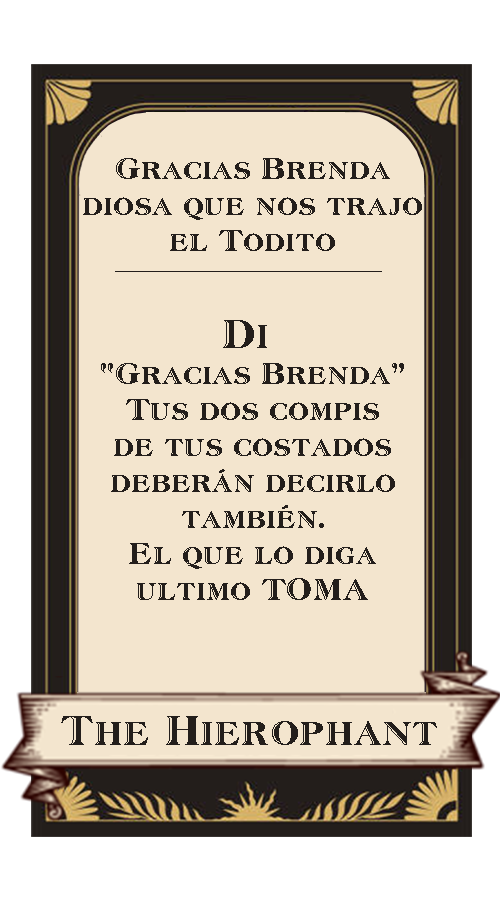 Gracias Brenda
diosa que nos trajo
el Todito
Di
"Gracias Brenda”
Tus dos compis
de tus costados
deberán decirlo
también.
El que lo diga
ultimo TOMA
The Hierophant